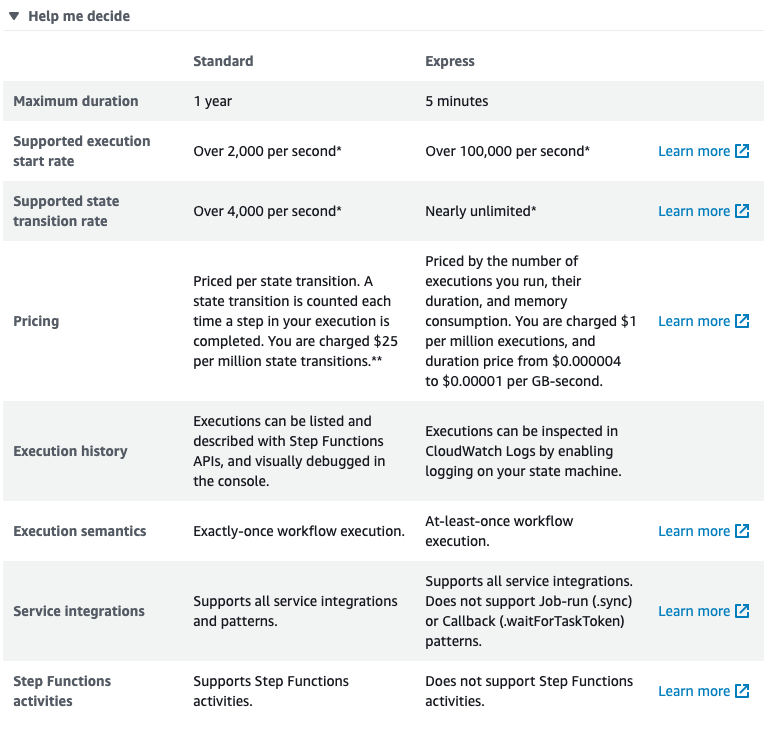 ▼ Help me decide
Standard Express
Maximum duration 1 year 5 minutes
Supported execution
start rate
Over 2,000 per second* Over 100,000 per second* Learn more
Supported state
transition rate
Over 4,000 per second* Nearly unlimited* Learn more
Pricing
Priced per state transition. A
state transition is counted each
time a step in your execution is
completed. You are charged $25
per million state transitions.**
Priced by the number of
executions you run, their
duration, and memory
consumption. You are charged $1
per million executions, and
duration price from $0.000004
to $0.00001 per GB-second.
Learn more
Execution history
Executions can be listed and
described with Step Functions
APIs, and visually debugged in
the console.
Executions can be inspected in
CloudWatch Logs by enabling
logging on your state machine.
Execution semantics
Exactly-once workflow execution.
At-least-once workflow
execution.
Learn more
Service integrations
Supports all service integrations
and patterns.
Supports all service integrations.
Does not support Job-run (.sync)
or Callback (.waitForTaskToken)
patterns.
Learn more
Step Functions
activities
Supports Step Functions
activities.
Does not support Step Functions
activities.
Learn more